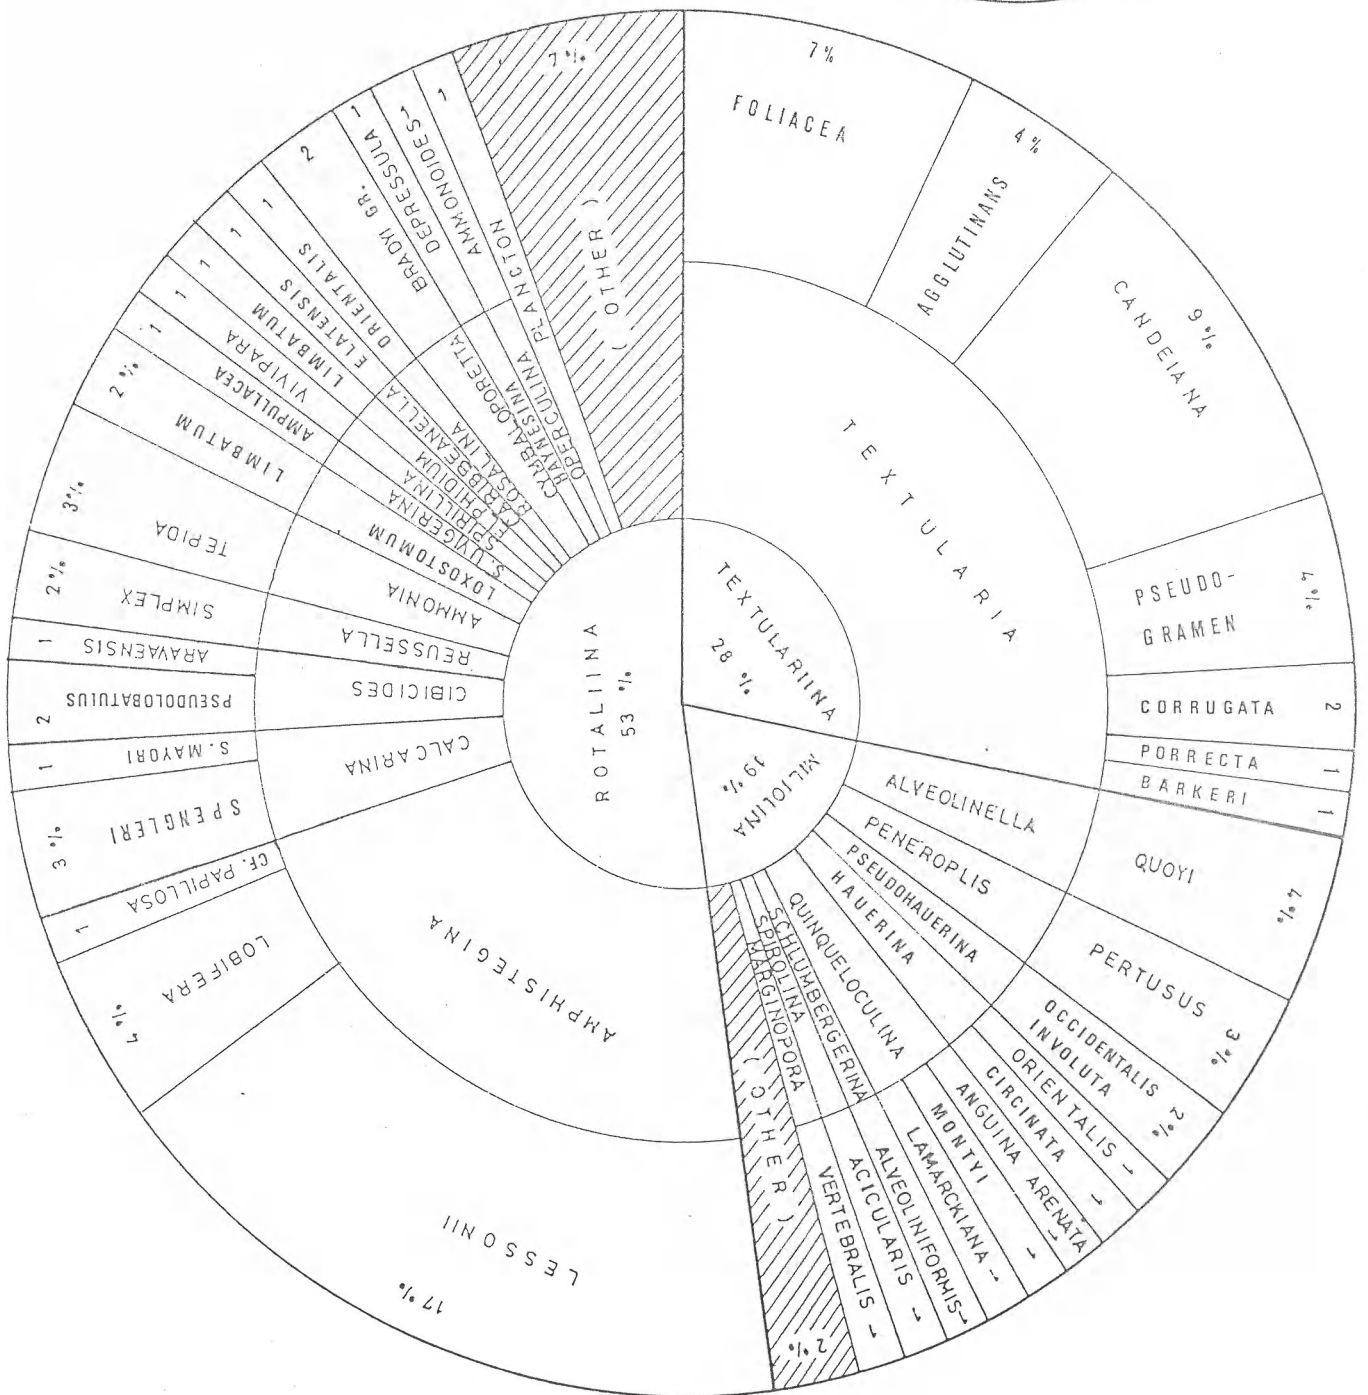 TEXTULARIINA
28 %
MILIOLINA
19 %
ROTALIINA
53 %
TEXTULARIA
7%
FOLIACEA
4%
AGGLUTINANS
9%
CANDEIANA
4%
PSEUDO-
GRAMEN
CORRUGATA
2
PORRECTA
1
BARKERI
1
ALVEOLINELLA
QUOYI
4%
PENEROPLIS
PERTUSUS
3%
PSEUDOHAUERINA
OCCIDENTALIS
INVOLUTA
2%
HAUERINA
ORIENTALIS 1
CIRCINATA
1
QUINQUELOCULINA
ANGUINA ARENATA
1
MONTYI
1
LAMARCKIANA 1
SCHLUMBERGERINA
ALVEOLINIFORMIS 1
SPIROLINA
ACICULARIS 1
MARGINOPORA
VERTEBRALIS 1
( OTHER )
2%
AMPHISTEGINA
LESSONII
17%
LOBIFERA
4%
CF. PAPILLOSA
1
CALCARINA
SPENGLERI
3%
S. MAYORI
1
CIBICIDES
PSEUDOLOBATULUS
2
ARAVAENSIS
1
REUSSELLA
SIMPLEX
2%
AMMONIA
TEPIDA
3%
LOXOSTOMUM
LIMBATUM
2%
S. UVIGERINA
AMPULLACEA
1
SPIRILLINA
VIVIPARA
1
LIMBATUM
1
CARIBBEANELLA
ELATENSIS
1
ROSALINA
ORIENTALIS
1
CYMBALOPORETTA
BRADYI GR.
2
HAYNESINA
DEPRESSULA
1
OPERCULINA
AMMONOIDES-1
PLANCTON
1
( OTHER )
7%